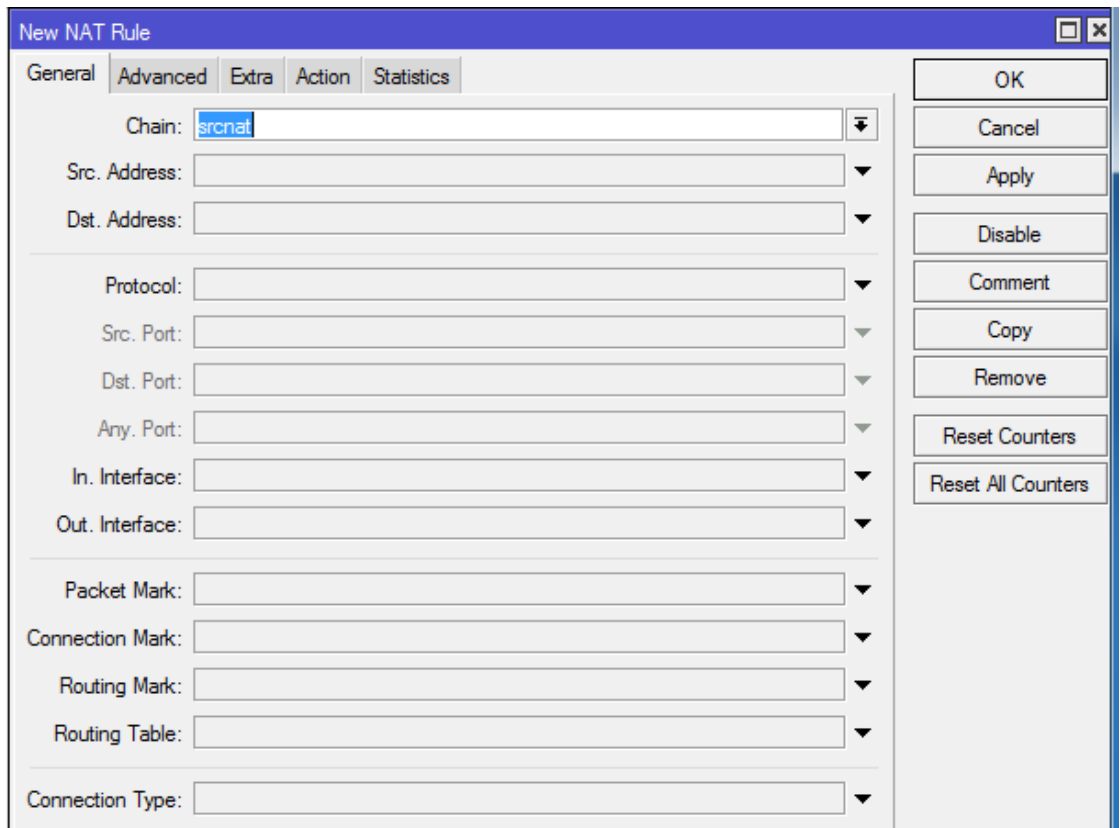 New NAT Rule
General Advanced Extra Action Statistics
Chain: srcnat
Src. Address:
Dst. Address:
Protocol:
Src. Port:
Dst. Port:
Any. Port:
In. Interface:
Out. Interface:
Packet Mark:
Connection Mark:
Routing Mark:
Routing Table:
Connection Type:
OK
Cancel
Apply
Disable
Comment
Copy
Remove
Reset Counters
Reset All Counters